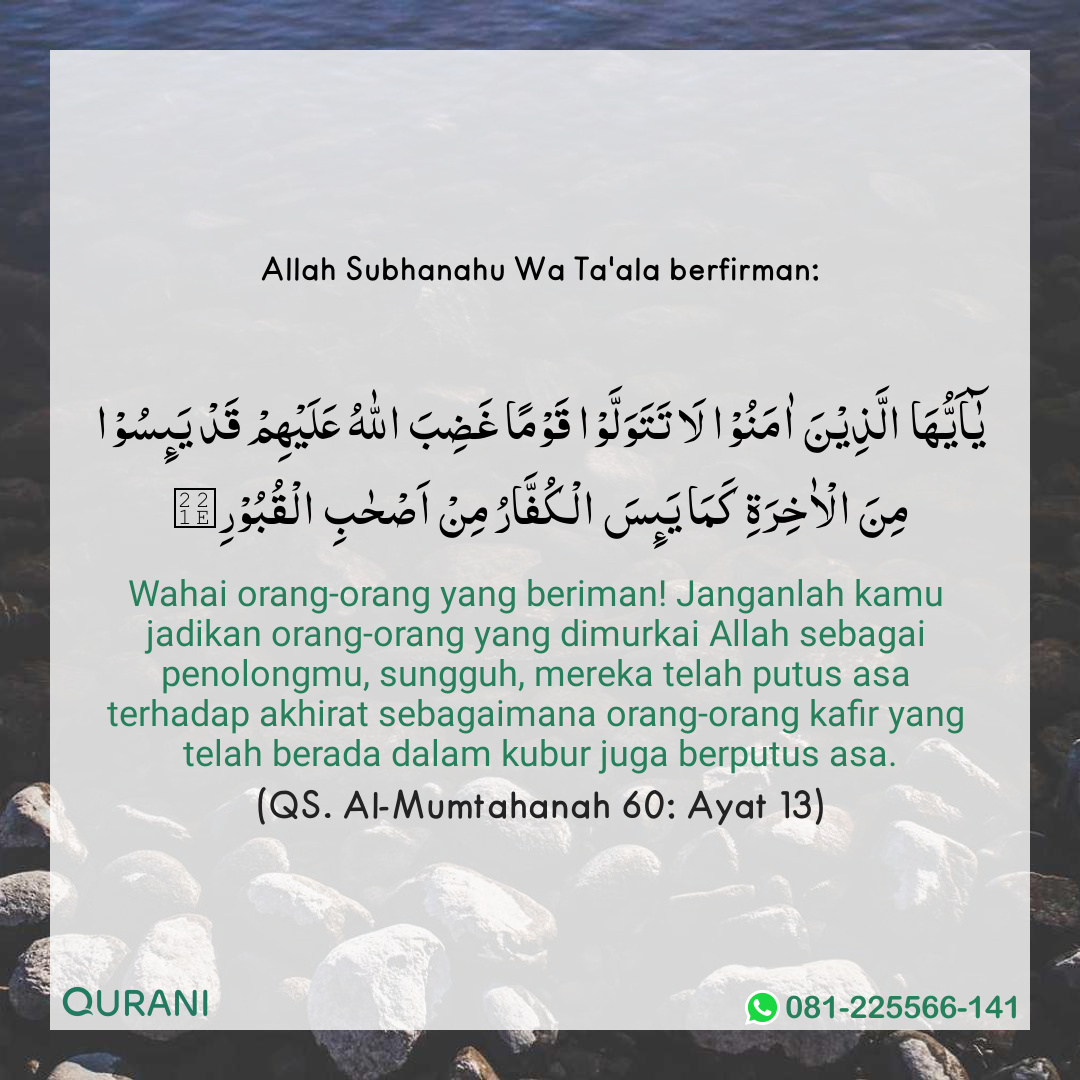 Allah Subhanahu Wa Ta'ala berfirman:
يٰۤاَيُّهَا الَّذِيْنَ اٰمَنُوْا لَا تَتَوَلَّوْا قَوْمًا غَضِبَ اللّٰهُ عَلَيْهِمْ قَدْ يَىِٕسُوْا
مِنَ الْاٰخِرَةِ كَمَا يَىِٕسَ الْكُفَّارُ مِنْ اَصْحٰبِ الْقُبُوْرِ
Wahai orang-orang yang beriman! Janganlah kamu
jadikan orang-orang yang dimurkai Allah sebagai
penolongmu, sungguh, mereka telah putus asa
terhadap akhirat sebagaimana orang-orang kafir yang
telah berada dalam kubur juga berputus asa.
(QS. Al-Mumtahanah 60: Ayat 13)
QURANI
081-225566-141